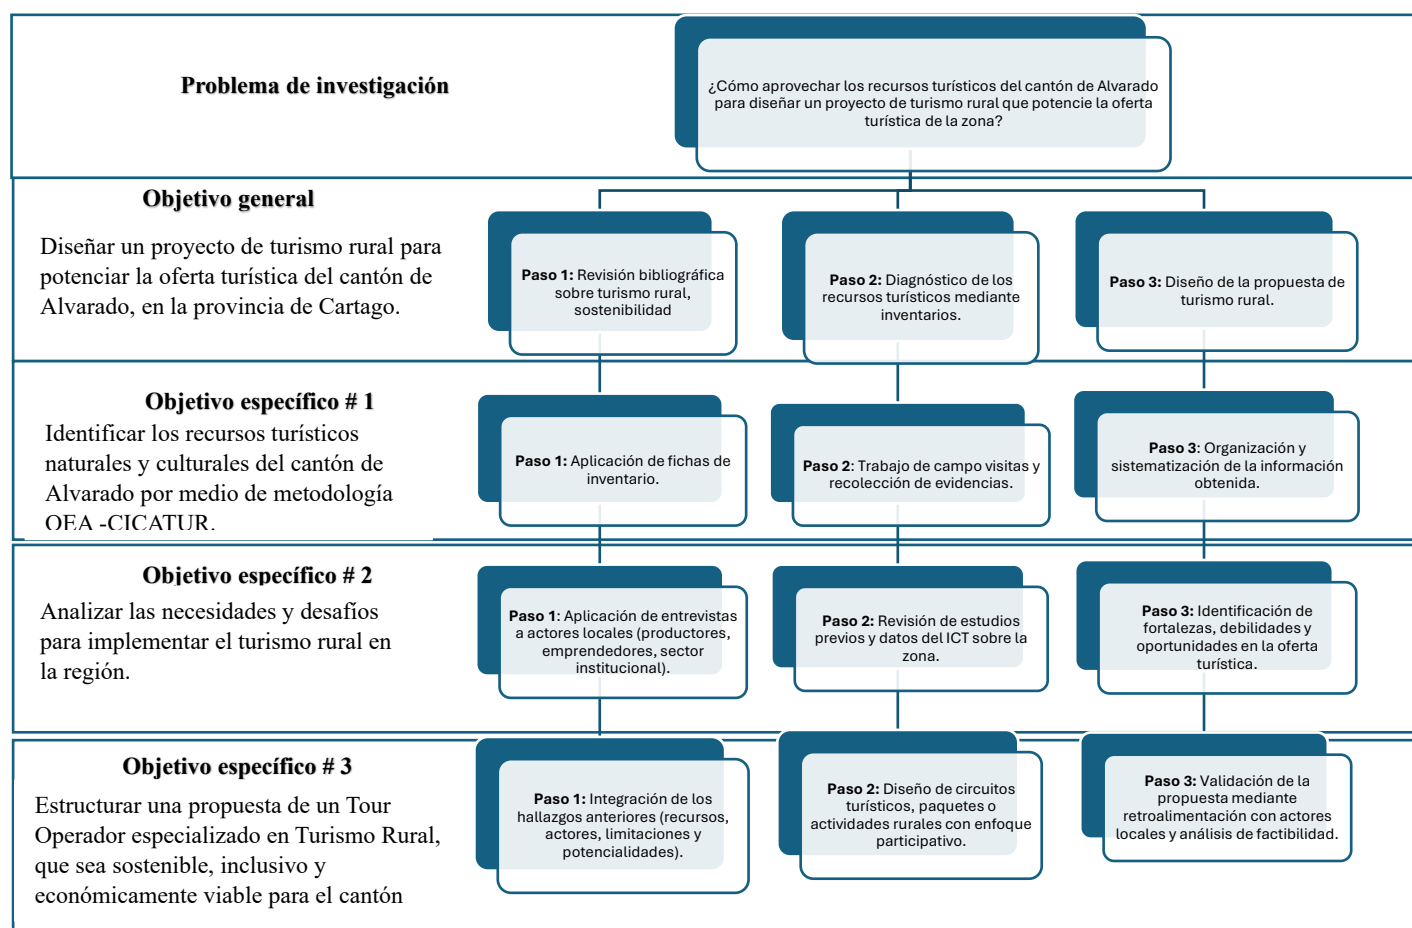 Problema de investigación
¿Cómo aprovechar los recursos turísticos del cantón de Alvarado
para diseñar un proyecto de turismo rural que potencie la oferta
turística de la zona?
Objetivo general
Diseñar un proyecto de turismo rural para
potenciar la oferta turística del cantón de
Alvarado, en la provincia de Cartago.
Paso 1: Revisión bibliográfica
sobre turismo rural,
sostenibilidad
Paso 2: Diagnóstico de los
recursos turísticos mediante
inventarios.
Paso 3: Diseño de la propuesta de
turismo rural.
Objetivo específico # 1
Identificar los recursos turísticos
naturales y culturales del cantón de
Alvarado por medio de metodología
OEA -CICATUR.
Paso 1: Aplicación de fichas de
inventario.
Paso 2: Trabajo de campo visitas y
recolección de evidencias.
Paso 3: Organización y
sistematización de la información
obtenida.
Objetivo específico # 2
Analizar las necesidades y desafíos
para implementar el turismo rural en
la región.
Paso 1: Aplicación de entrevistas
a actores locales (productores,
emprendedores, sector
institucional).
Paso 2: Revisión de estudios
previos y datos del ICT sobre la
zona.
Paso 3: Identificación de
fortalezas, debilidades y
oportunidades en la oferta
turística.
Objetivo específico # 3
Estructurar una propuesta de un Tour
Operador especializado en Turismo Rural,
que sea sostenible, inclusivo y
económicamente viable para el cantón
Paso 1: Integración de los
hallazgos anteriores (recursos,
actores, limitaciones y
potencialidades).
Paso 2: Diseño de circuitos
turísticos, paquetes o
actividades rurales con enfoque
participativo.
Paso 3: Validación de la
propuesta mediante
retroalimentación con actores
locales y análisis de factibilidad.